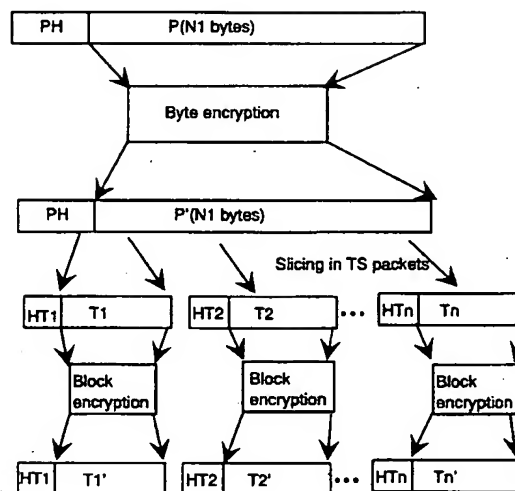 PH P(N1 bytes)
Byte encryption
PH P'(N1 bytes)
Slicing in TS packets
HT1 T1 HT2 T2 ••• HTn Tn
Block encryption Block encryption Block encryption
HT1 T1' HT2 T2' ••• HTn Tn'